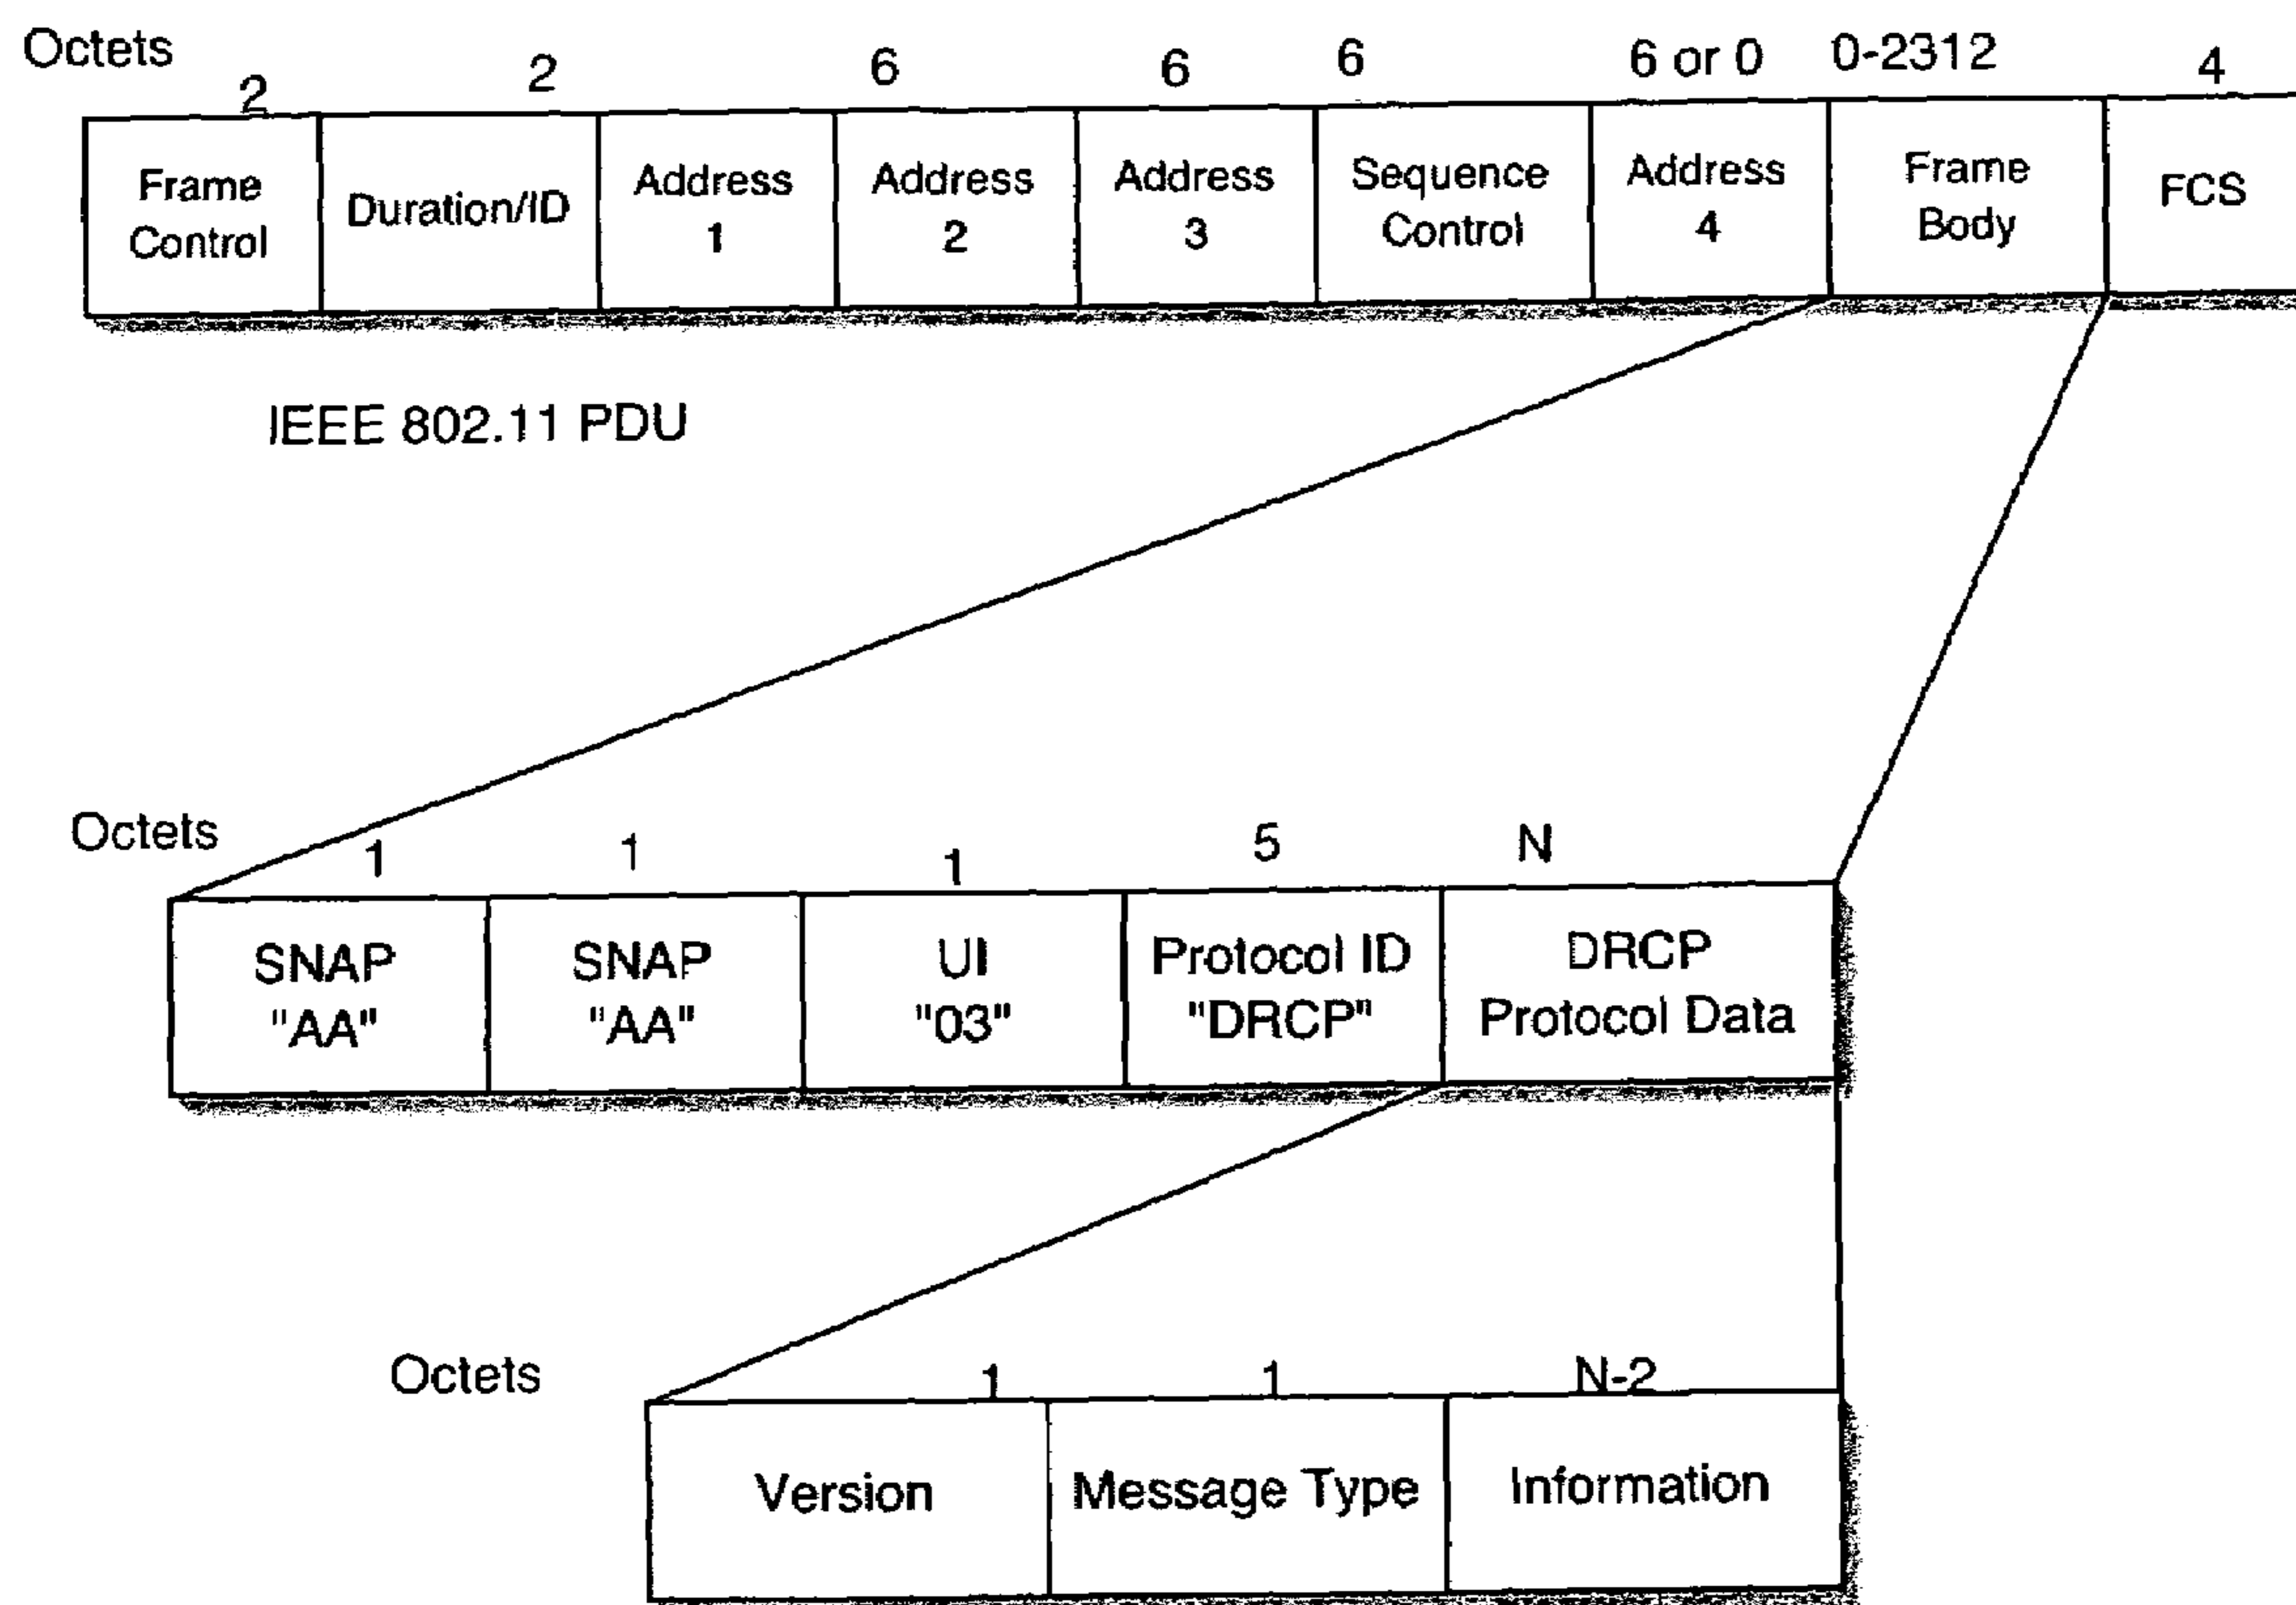 Octets
2 2 6 6 6 6 or 0 0-2312 4
Frame Control
Duration/ID
Address 1
Address 2
Address 3
Sequence Control
Address 4
Frame Body
FCS
IEEE 802.11 PDU
Octets
1 1 1 5 N
SNAP "AA"
SNAP "AA"
UI "03"
Protocol ID "DRCP"
DRCP Protocol Data
Octets
1 1 N-2
Version
Message Type
Information